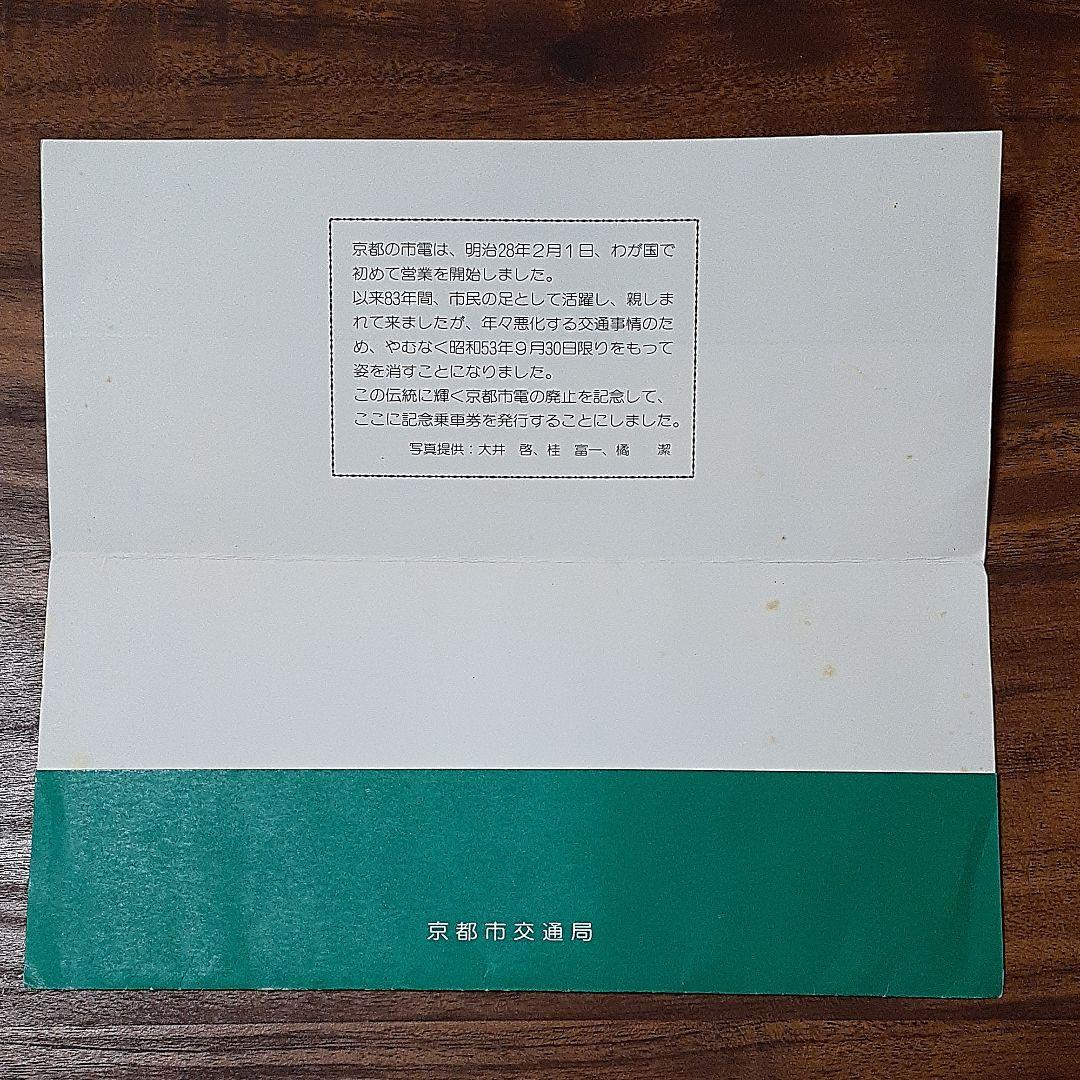 京都の市電は、明治28年2月1日、わが国で
初めて営業を開始しました。
以来83年間、市民の足として活躍し、親しま
れて来ましたが、年々悪化する交通事情のた
め、やむなく昭和53年9月30日限りをもって
姿を消すことになりました。
この伝統に輝く京都市電の廃止を記念して、
ここに記念乗車券を発行することにしました。
写真提供：大井　啓、桂　富一、橘　潔
京都市交通局